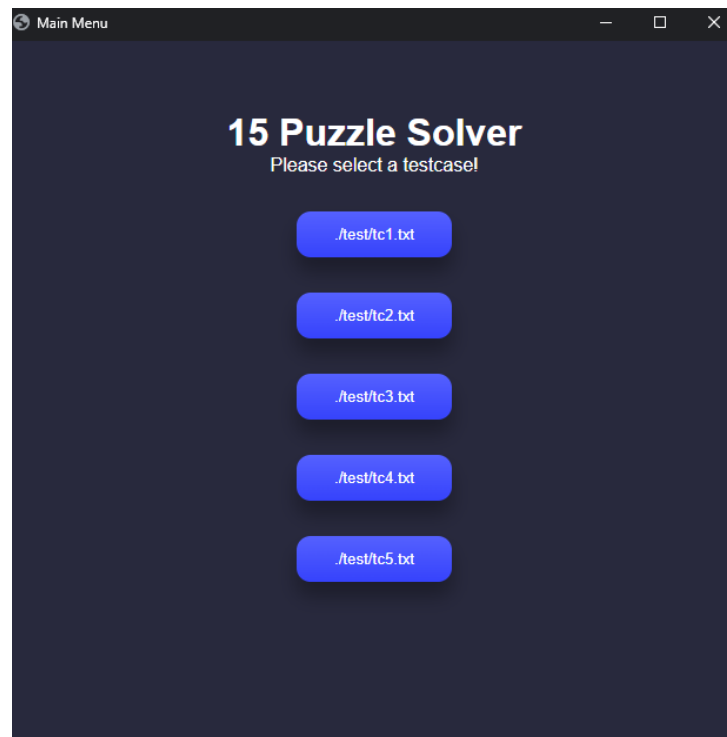 Main Menu
15 Puzzle Solver
Please select a testcase!
./test/tc1.txt
./test/tc2.txt
./test/tc3.txt
./test/tc4.txt
./test/tc5.txt